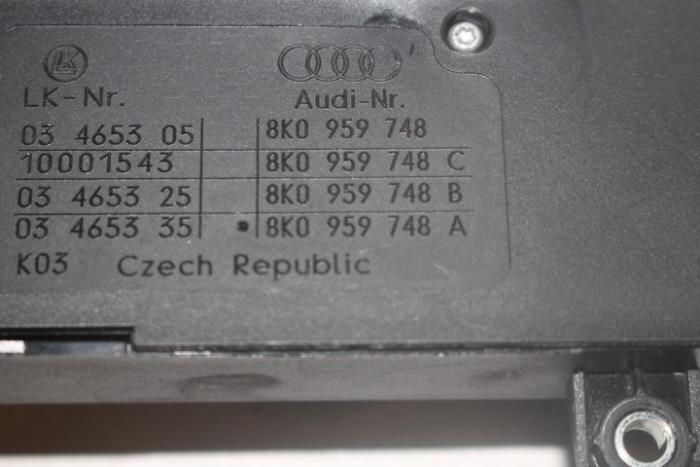 LK
LK-Nr. Audi-Nr.
03 4653 05 8K0 959 748
10001543 8K0 959 748 C
03 4653 25 8K0 959 748 B
03 4653 35 8K0 959 748 A
K03 Czech Republic